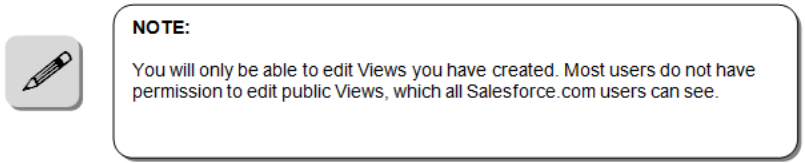 NOTE:
You will only be able to edit Views you have created. Most users do not have
permission to edit public Views, which all Salesforce.com users can see.